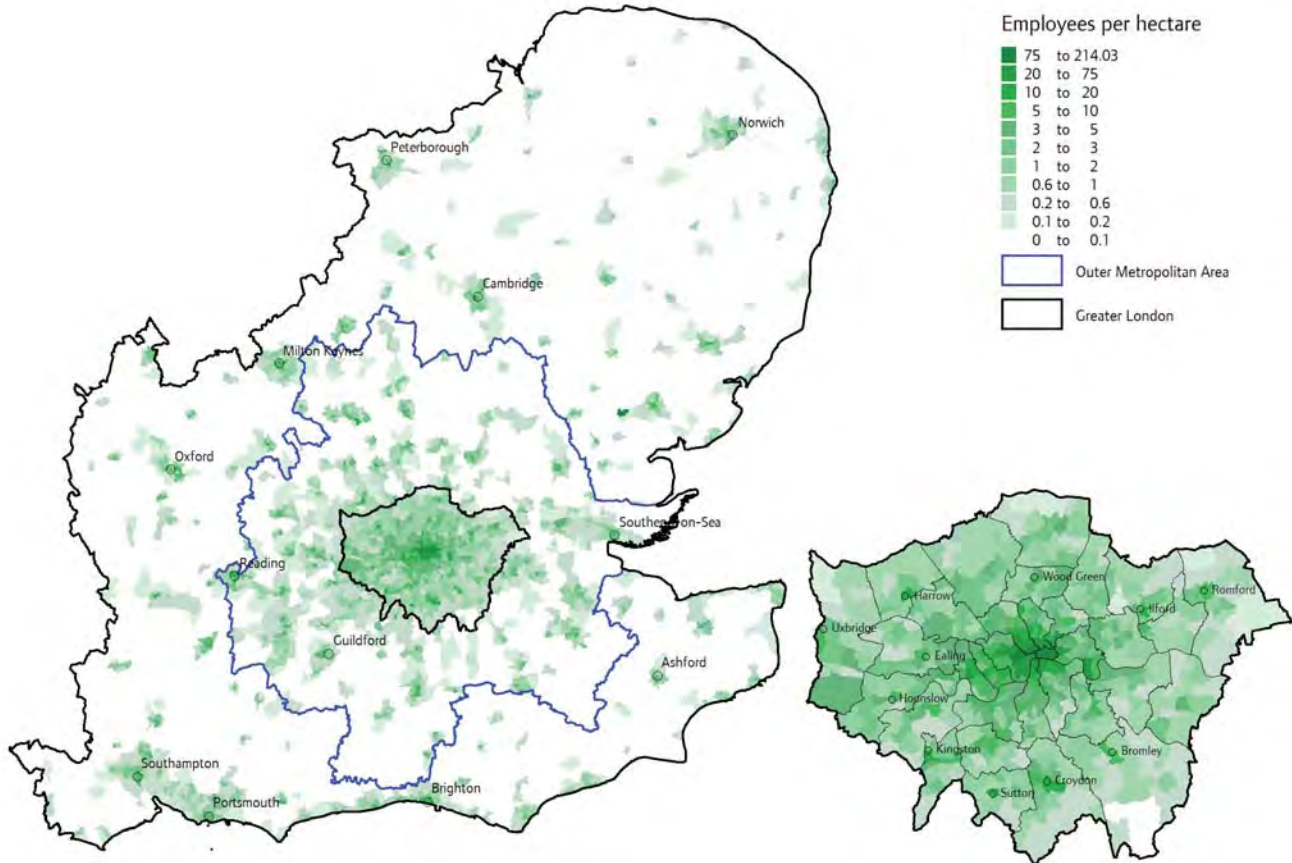 Employees per hectare
75 to 214.03
20 to 75
10 to 20
5 to 10
3 to 5
2 to 3
1 to 2
0.6 to 1
0.2 to 0.6
0.1 to 0.2
0 to 0.1
Outer Metropolitan Area
Greater London
Norwich
Peterborough
Cambridge
Milton Keynes
Oxford
Southend-on-Sea
Reading
Guildford
Ashford
Southampton
Portsmouth
Brighton
Wood Green
Romford
Harrow
Ilford
Uxbridge
Ealing
Hounslow
Kingston
Bromley
Croydon
Sutton